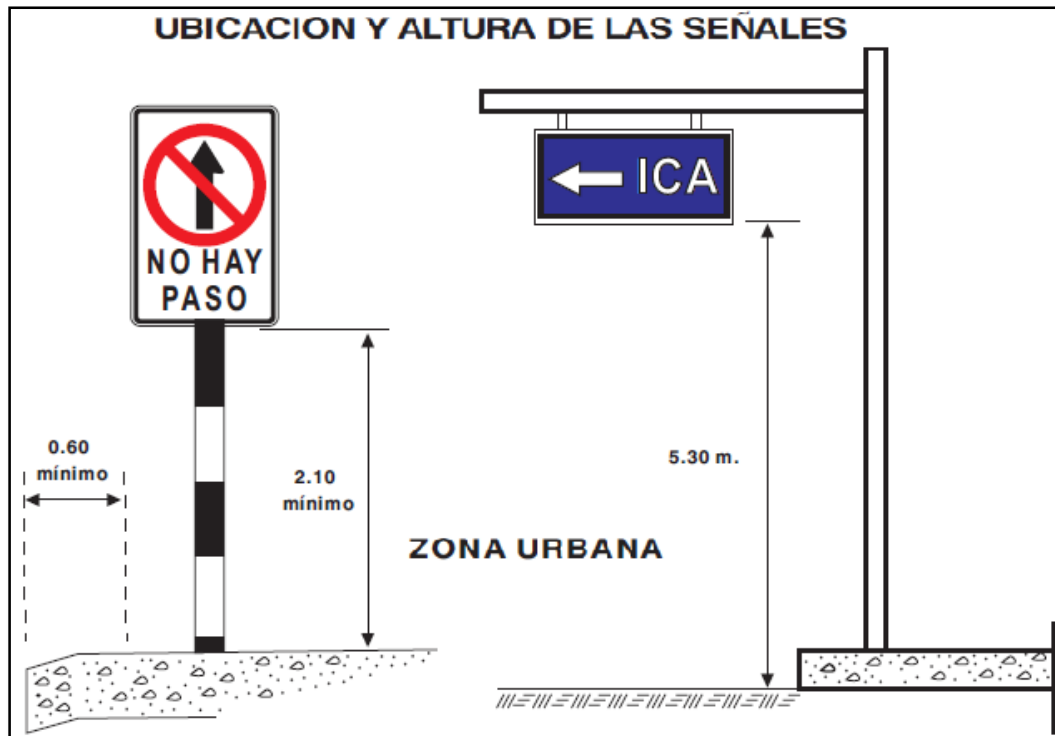 UBICACION Y ALTURA DE LAS SEÑALES
NO HAY
PASO
ICA
0.60
mínimo
2.10
mínimo
5.30 m.
ZONA URBANA